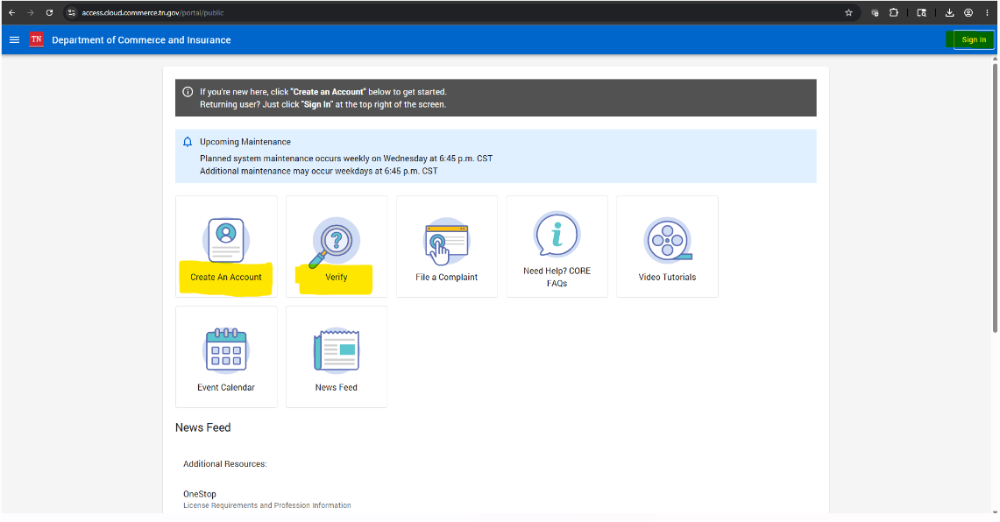 access.cloud.commerce.tn.gov/portal/public
TN
Department of Commerce and Insurance
Sign In
If you're new here, click "Create an Account" below to get started.
Returning user? Just click "Sign In" at the top right of the screen.
Upcoming Maintenance
Planned system maintenance occurs weekly on Wednesday at 6:45 p.m. CST
Additional maintenance may occur weekdays at 6:45 p.m. CST
Create An Account
Verify
File a Complaint
Need Help? CORE
FAQs
Video Tutorials
Event Calendar
News Feed
News Feed
Additional Resources:
OneStop
License Requirements and Profession Information